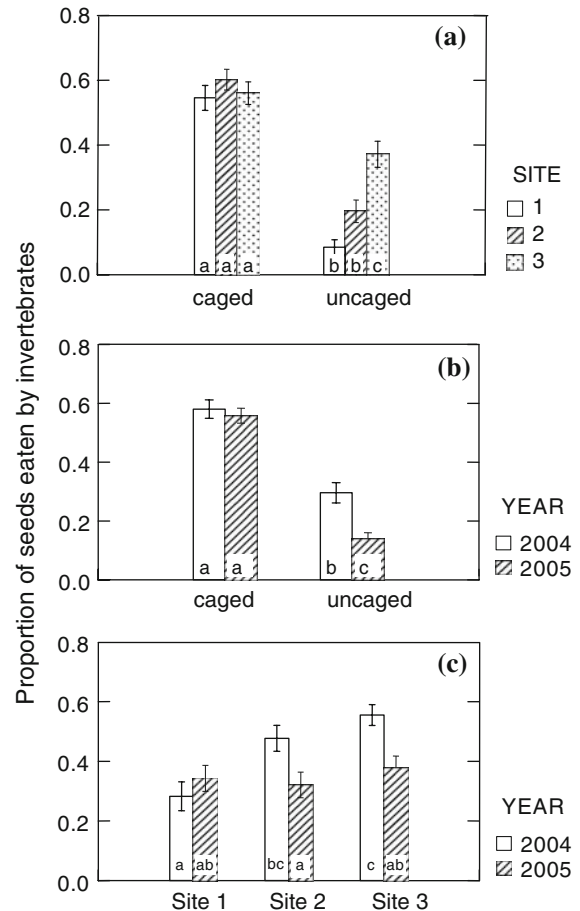 Proportion of seeds eaten by invertebrates
(a)
0.8
0.6
0.4
0.2
0.0
a a a b b c
caged uncaged
SITE
1
2
3
(b)
0.8
0.6
0.4
0.2
0.0
a a b c
caged uncaged
YEAR
2004
2005
(c)
0.8
0.6
0.4
0.2
0.0
a ab bc a c ab
Site 1 Site 2 Site 3
YEAR
2004
2005